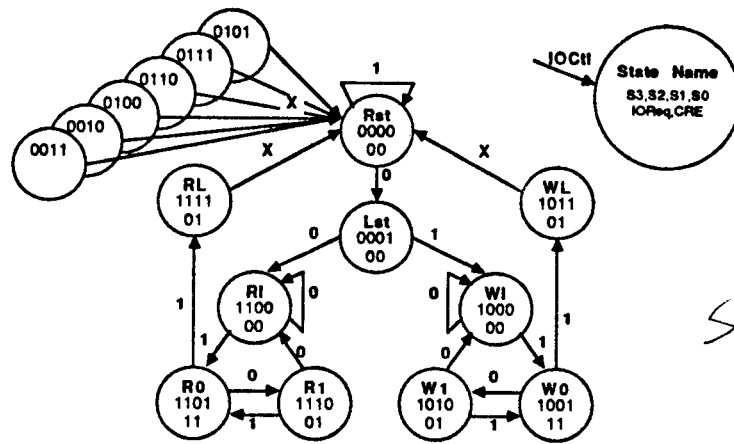 0101
0111
0110
0100
0010
0011
X
1
Rst
0000
00
IOCtl
State Name
S3,S2,S1,S0
IOReq,CRE
X
X
0
RL
1111
01
WL
1011
01
Lst
0001
00
0
1
RI
1100
00
0
WI
1000
00
0
1
1
1
1
0
0
R0
1101
11
0
1
R1
1110
01
W1
1010
01
0
1
W0
1001
11